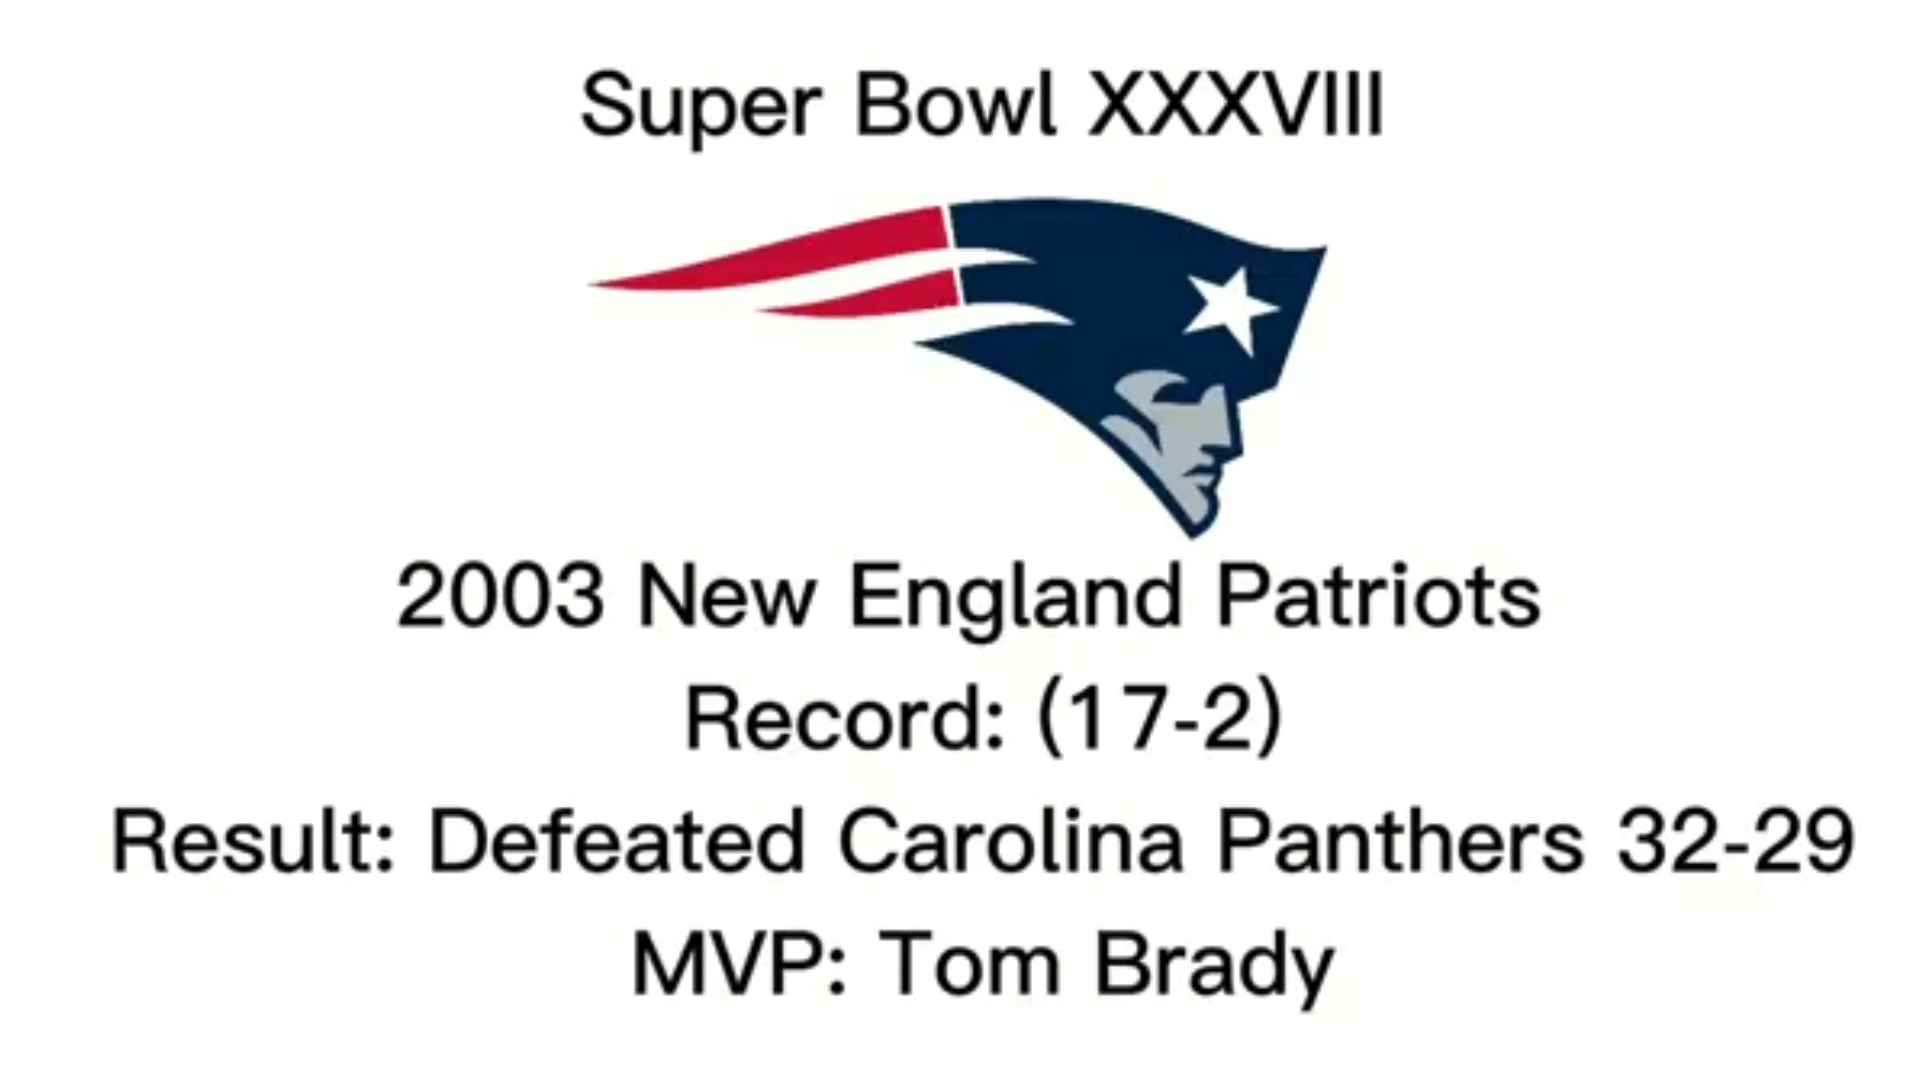 Super Bowl XXXVIII
2003 New England Patriots
Record: (17-2)
Result: Defeated Carolina Panthers 32-29
MVP: Tom Brady